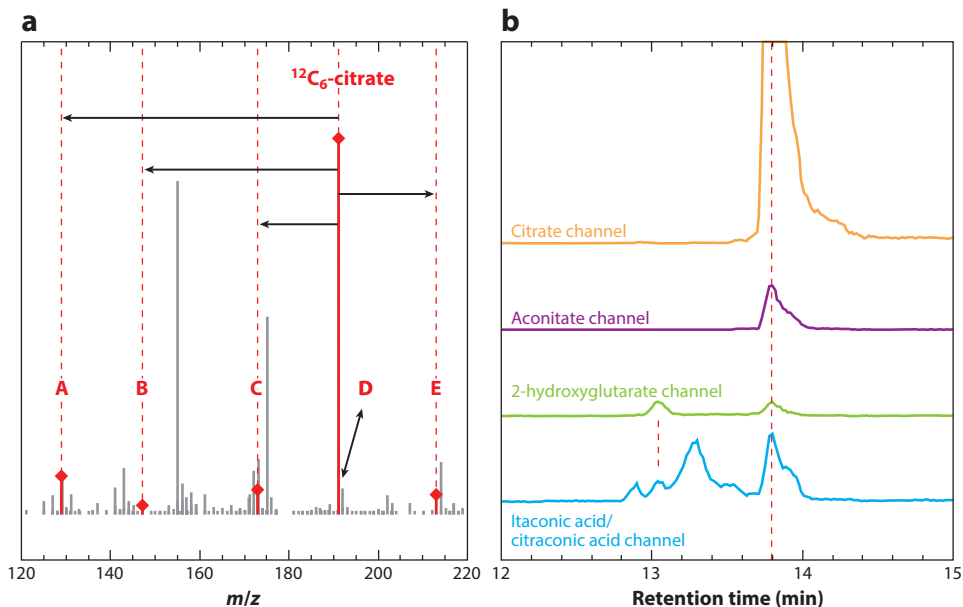 a
¹²C₆-citrate
A B C D E
120 140 160 180 200 220
m/z
b
Citrate channel
Aconitate channel
2-hydroxyglutarate channel
Itaconic acid/
citraconic acid channel
12 13 14 15
Retention time (min)